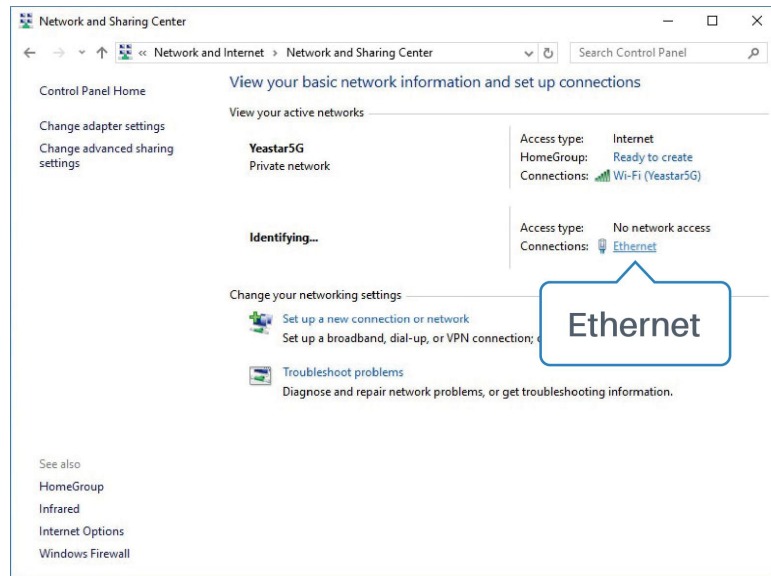 Network and Sharing Center
« Network and Internet › Network and Sharing Center
Search Control Panel
Control Panel Home
Change adapter settings
Change advanced sharing
settings
View your basic network information and set up connections
View your active networks
Yeastar5G
Private network
Access type: Internet
HomeGroup: Ready to create
Connections: Wi-Fi (Yeastar5G)
Identifying...
Access type: No network access
Connections: Ethernet
Ethernet
Change your networking settings
Set up a new connection or network
Set up a broadband, dial-up, or VPN connection;
Troubleshoot problems
Diagnose and repair network problems, or get troubleshooting information.
See also
HomeGroup
Infrared
Internet Options
Windows Firewall